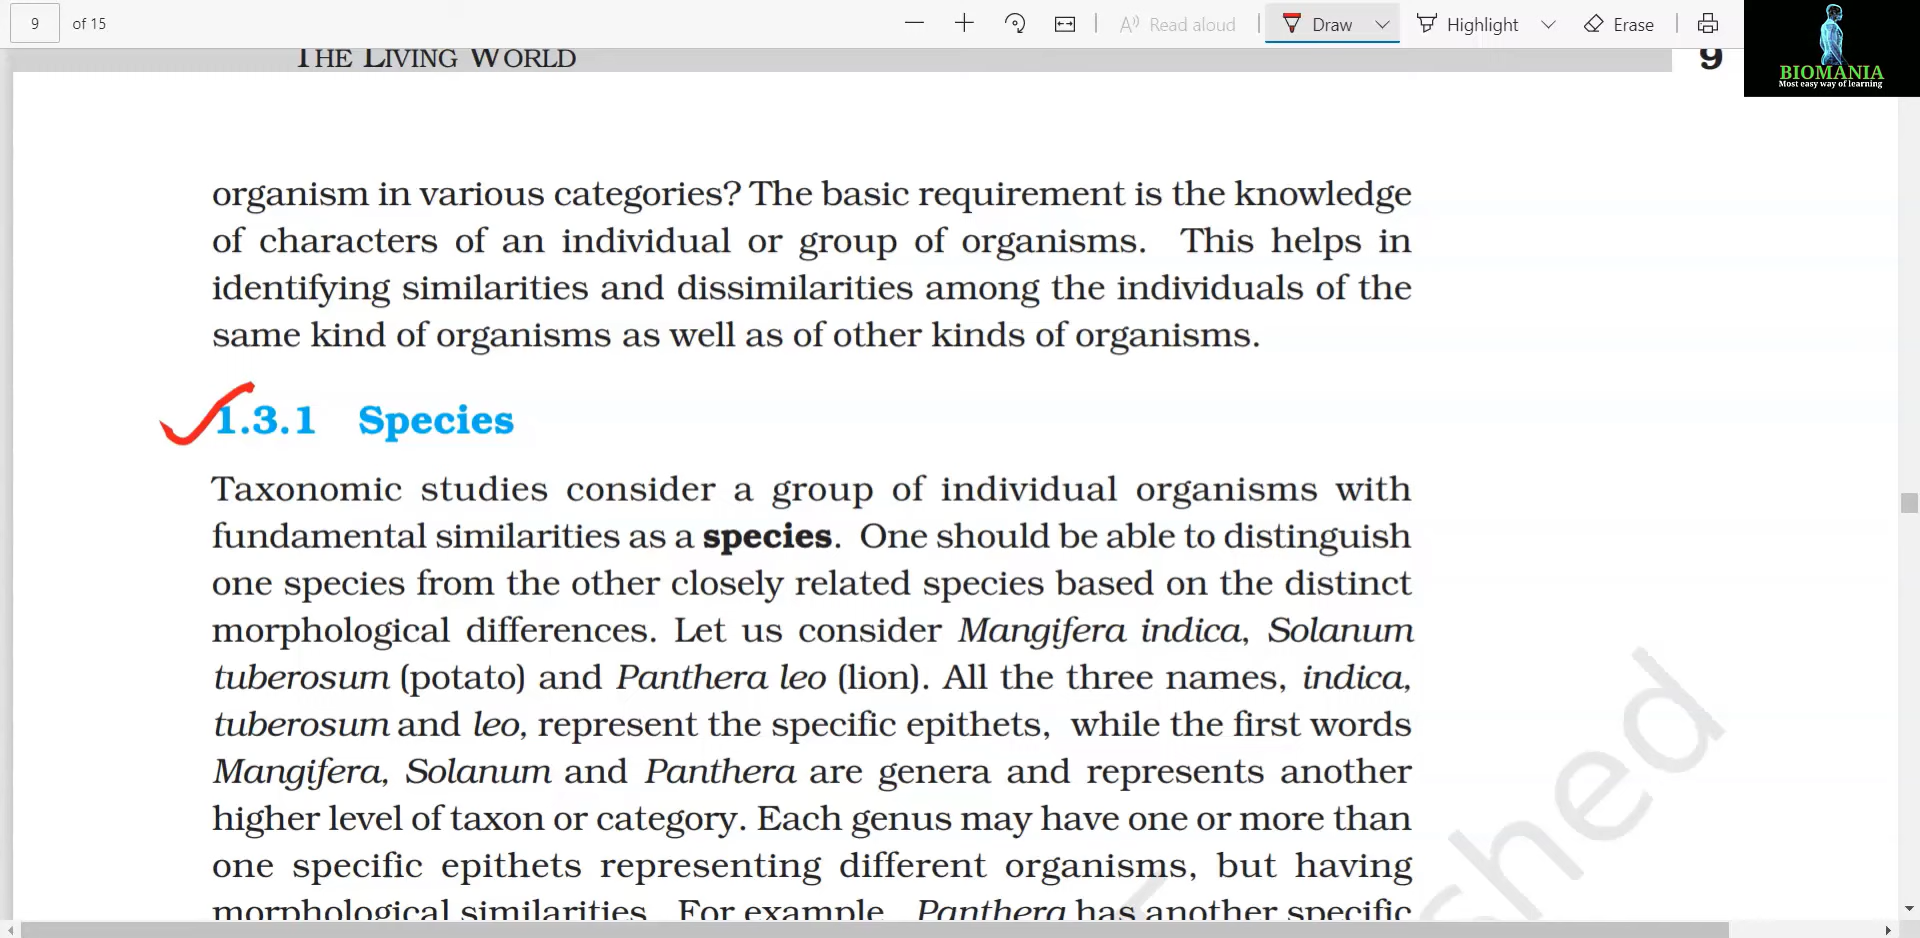 9 of 15 Read aloud Draw Highlight Erase
THE LIVING WORLD 9
BIOMANIA
Most easy way of learning
organism in various categories? The basic requirement is the knowledge
of characters of an individual or group of organisms. This helps in
identifying similarities and dissimilarities among the individuals of the
same kind of organisms as well as of other kinds of organisms.
1.3.1 Species
Taxonomic studies consider a group of individual organisms with
fundamental similarities as a species. One should be able to distinguish
one species from the other closely related species based on the distinct
morphological differences. Let us consider Mangifera indica, Solanum
tuberosum (potato) and Panthera leo (lion). All the three names, indica,
tuberosum and leo, represent the specific epithets, while the first words
Mangifera, Solanum and Panthera are genera and represents another
higher level of taxon or category. Each genus may have one or more than
one specific epithets representing different organisms, but having
morphological similarities. For example, Panthera has another specific
shed